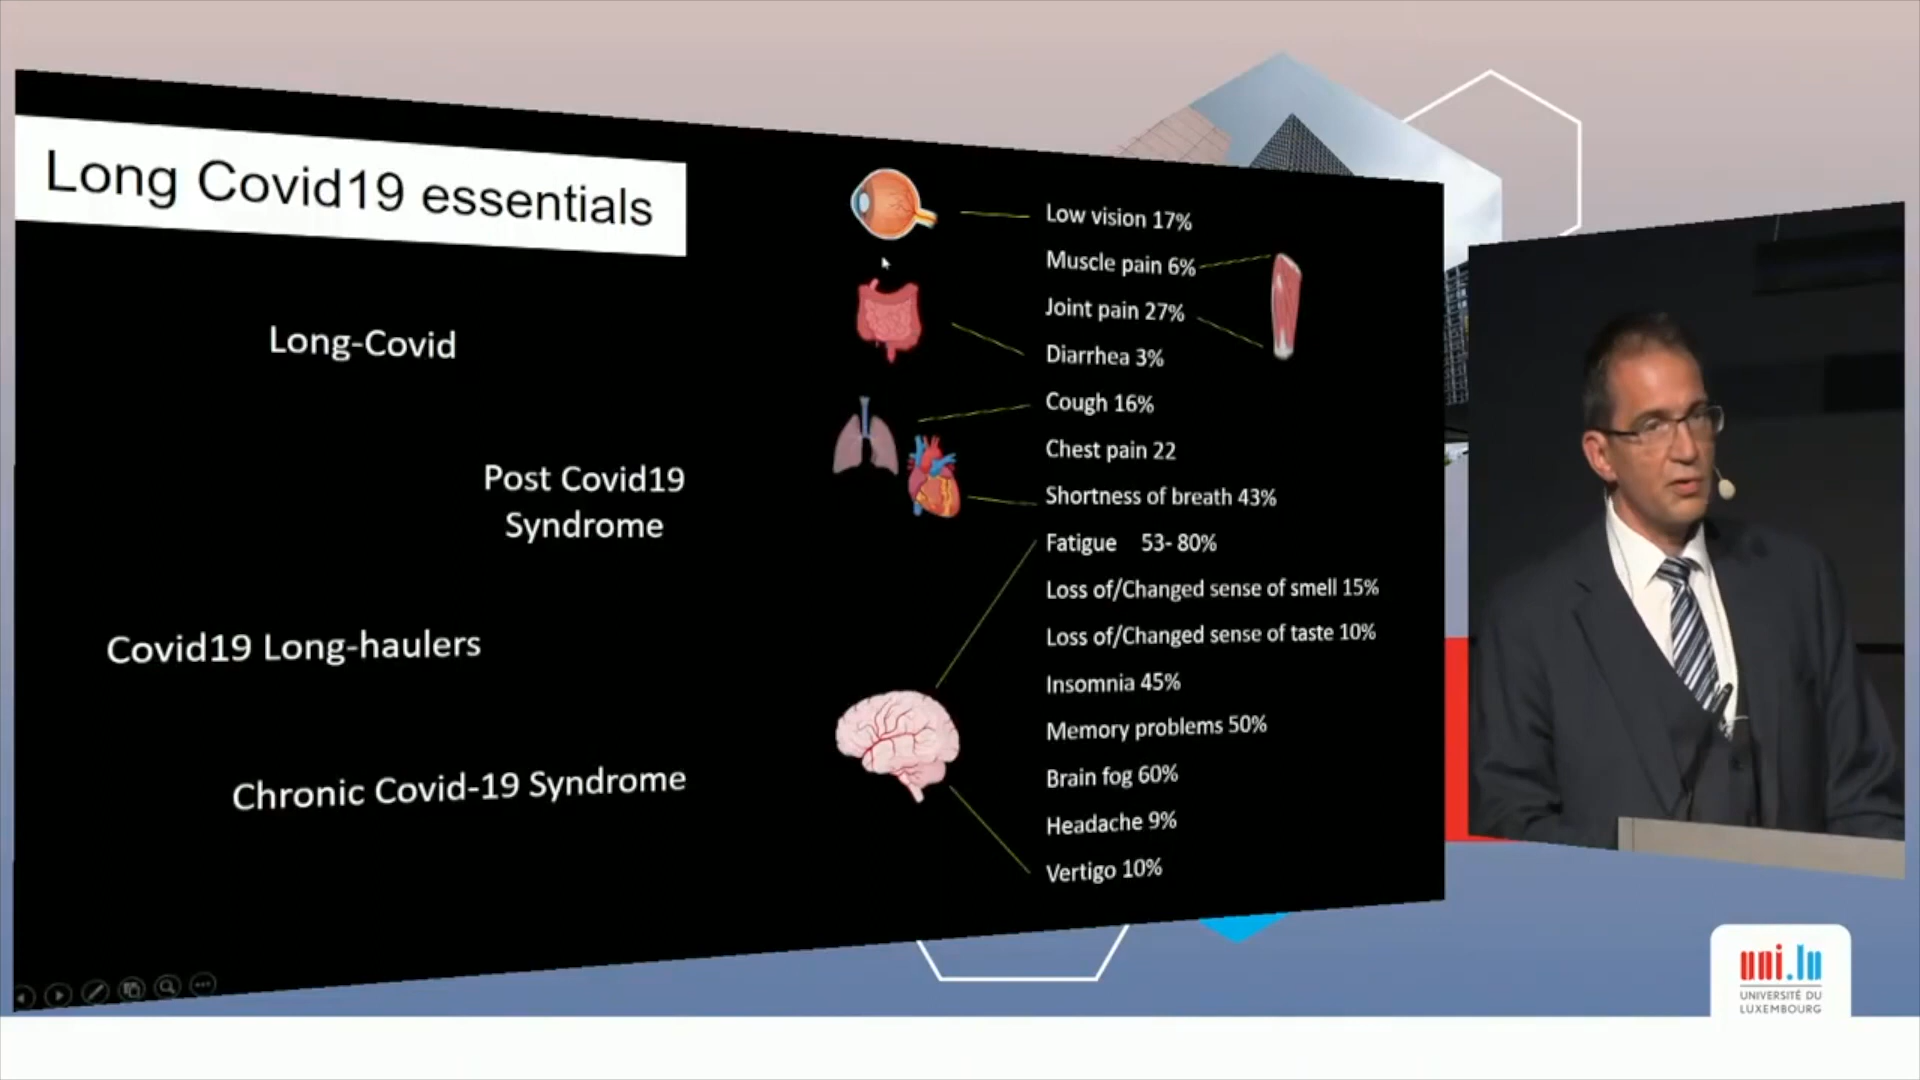 Long Covid19 essentials
Long-Covid
Post Covid19
Syndrome
Covid19 Long-haulers
Chronic Covid-19 Syndrome
Low vision 17%
Muscle pain 6%
Joint pain 27%
Diarrhea 3%
Cough 16%
Chest pain 22
Shortness of breath 43%
Fatigue 53- 80%
Loss of/Changed sense of smell 15%
Loss of/Changed sense of taste 10%
Insomnia 45%
Memory problems 50%
Brain fog 60%
Headache 9%
Vertigo 10%
uni.lu
UNIVERSITÉ DU
LUXEMBOURG